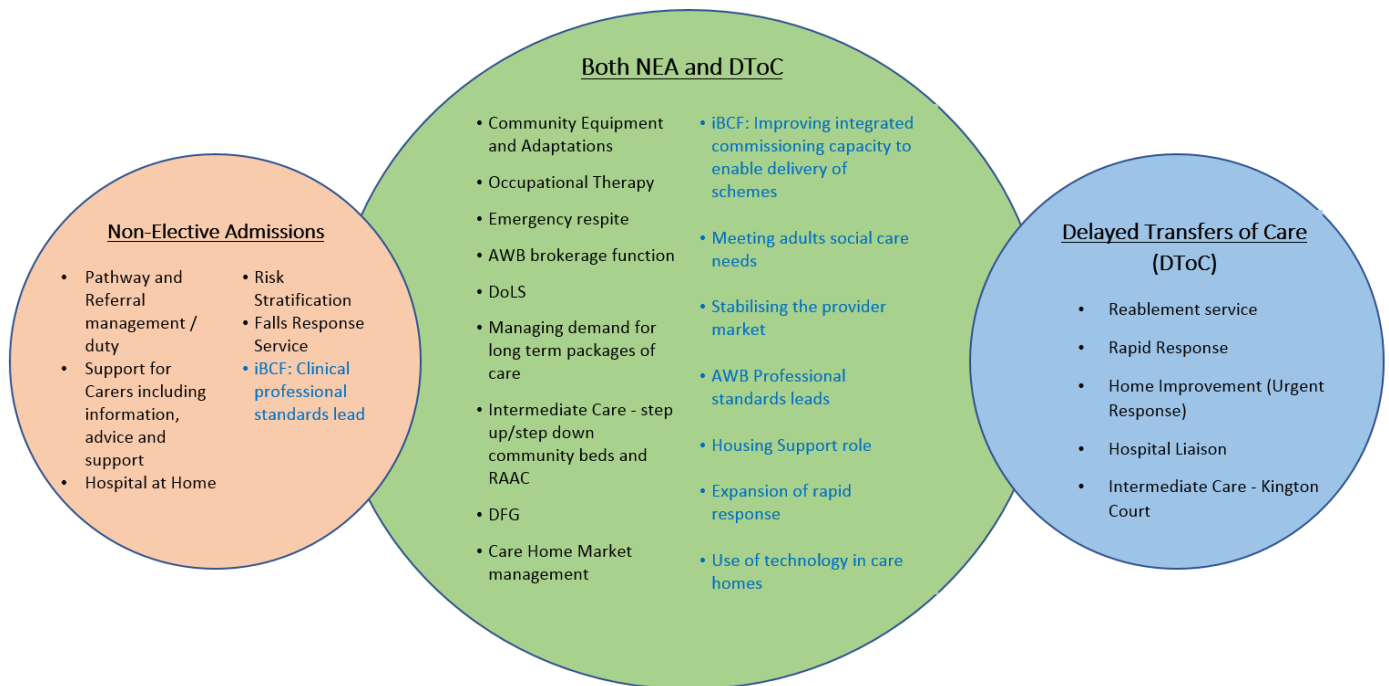 Non-Elective Admissions
• Pathway and
Referral
management /
duty
• Support for
Carers including
information,
advice and
support
• Hospital at Home
• Risk
Stratification
• Falls Response
Service
• iBCF: Clinical
professional
standards lead
Both NEA and DToC
• Community Equipment
and Adaptations
• Occupational Therapy
• Emergency respite
• AWB brokerage function
• DoLS
• Managing demand for
long term packages of
care
• Intermediate Care - step
up/step down
community beds and
RAAC
• DFG
• Care Home Market
management
• iBCF: Improving integrated
commissioning capacity to
enable delivery of
schemes
• Meeting adults social care
needs
• Stabilising the provider
market
• AWB Professional
standards leads
• Housing Support role
• Expansion of rapid
response
• Use of technology in care
homes
Delayed Transfers of Care
(DToC)
• Reablement service
• Rapid Response
• Home Improvement (Urgent
Response)
• Hospital Liaison
• Intermediate Care - Kington
Court